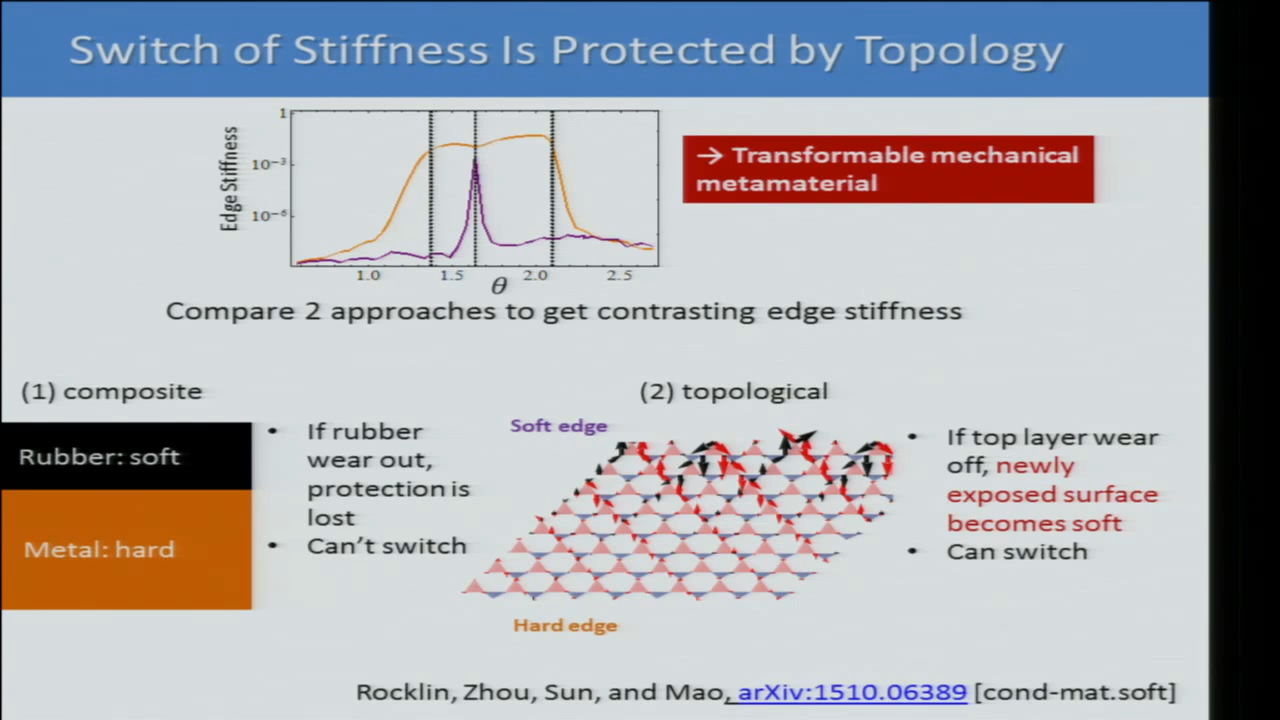 Switch of Stiffness Is Protected by Topology
1
10⁻³
10⁻⁶
Edge Stiffness
1.0 1.5 2.0 2.5
θ
→ Transformable mechanical
metamaterial
Compare 2 approaches to get contrasting edge stiffness
(1) composite
Rubber: soft
Metal: hard
• If rubber
wear out,
protection is
lost
• Can't switch
(2) topological
Soft edge
Hard edge
• If top layer wear
off, newly
exposed surface
becomes soft
• Can switch
Rocklin, Zhou, Sun, and Mao, arXiv:1510.06389 [cond-mat.soft]